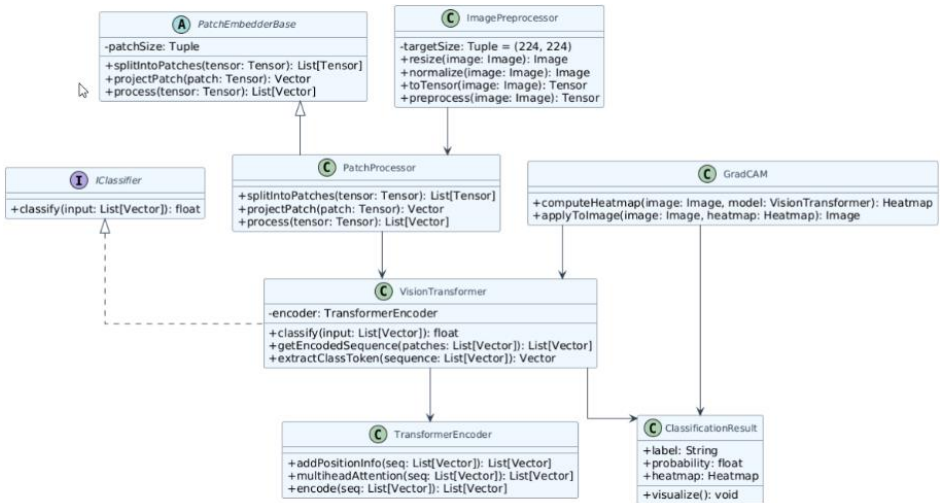 A PatchEmbedderBase
-patchSize: Tuple
+splitIntoPatches(tensor: Tensor): List[Tensor]
+projectPatch(patch: Tensor): Vector
+process(tensor: Tensor): List[Vector]
C ImagePreprocessor
-targetSize: Tuple = (224, 224)
+resize(image: Image): Image
+normalize(image: Image): Image
+toTensor(image: Image): Tensor
+preprocess(image: Image): Tensor
I IClassifier
+classify(input: List[Vector]): float
C PatchProcessor
+splitIntoPatches(tensor: Tensor): List[Tensor]
+projectPatch(patch: Tensor): Vector
+process(tensor: Tensor): List[Vector]
C GradCAM
+computeHeatmap(image: Image, model: VisionTransformer): Heatmap
+applyToImage(image: Image, heatmap: Heatmap): Image
C VisionTransformer
-encoder: TransformerEncoder
+classify(input: List[Vector]): float
+getEncodedSequence(patches: List[Vector]): List[Vector]
+extractClassToken(sequence: List[Vector]): Vector
C TransformerEncoder
+addPositionInfo(seq: List[Vector]): List[Vector]
+multiheadAttention(seq: List[Vector]): List[Vector]
+encode(seq: List[Vector]): List[Vector]
C ClassificationResult
+label: String
+probability: float
+heatmap: Heatmap
+visualize(): void